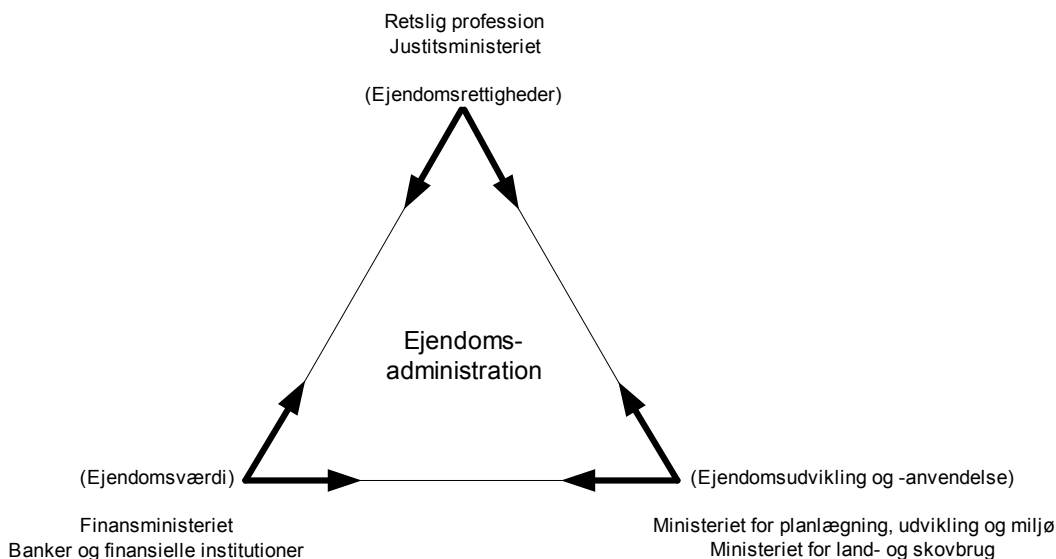 Retslig profession
Justitsministeriet
(Ejendomsrettigheder)
Ejendoms-
administration
(Ejendomsværdi)
(Ejendomsudvikling og -anvendelse)
Finansministeriet
Banker og finansielle institutioner
Ministeriet for planlægning, udvikling og miljø
Ministeriet for land- og skovbrug